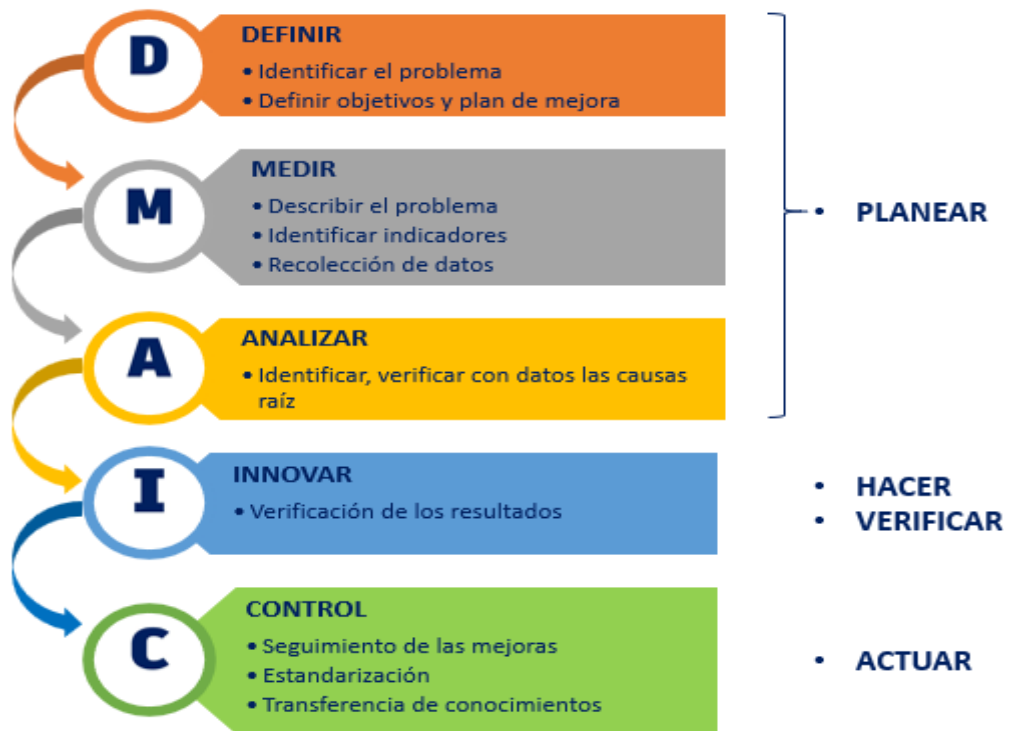 D
DEFINIR
• Identificar el problema
• Definir objetivos y plan de mejora
M
MEDIR
• Describir el problema
• Identificar indicadores
• Recolección de datos
• PLANEAR
A
ANALIZAR
• Identificar, verificar con datos las causas
raíz
I
INNOVAR
• Verificación de los resultados
• HACER
• VERIFICAR
C
CONTROL
• Seguimiento de las mejoras
• Estandarización
• Transferencia de conocimientos
• ACTUAR